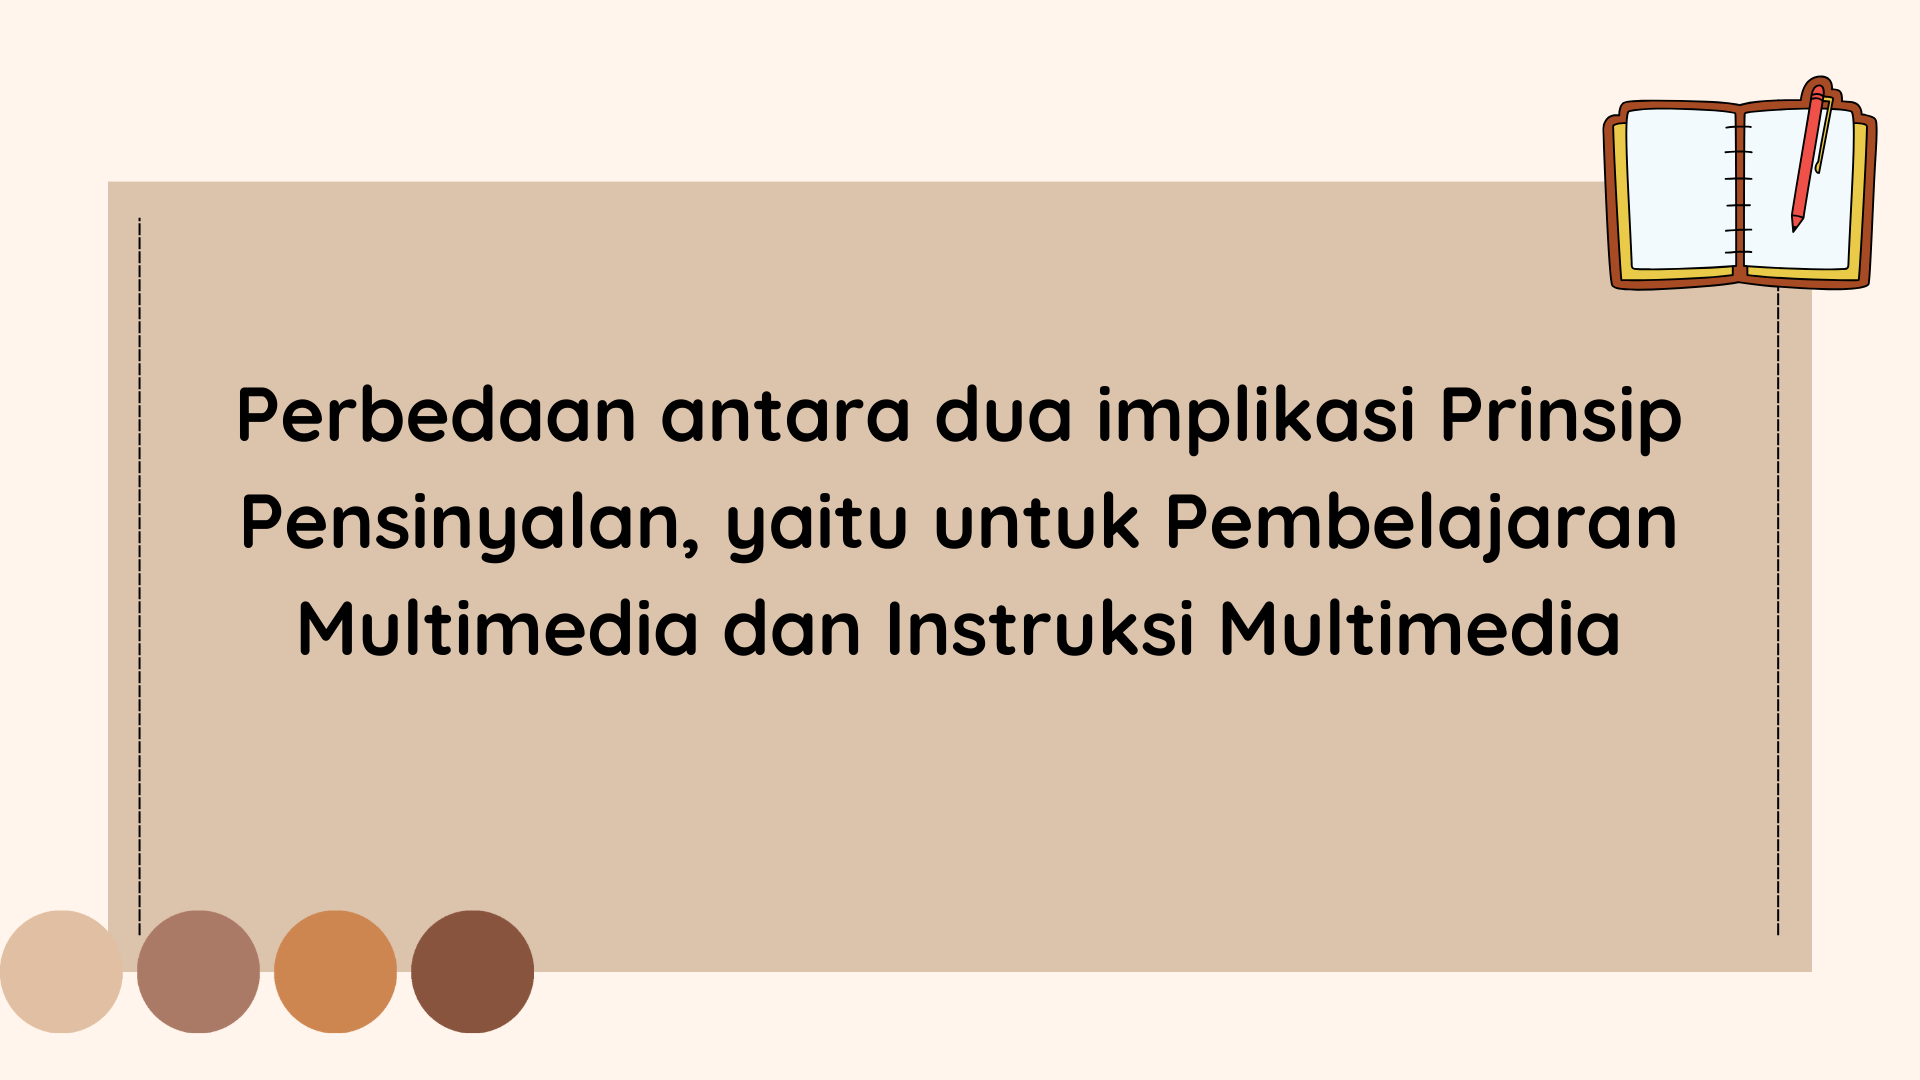 Perbedaan antara dua implikasi Prinsip
Pensinyalan, yaitu untuk Pembelajaran
Multimedia dan Instruksi Multimedia